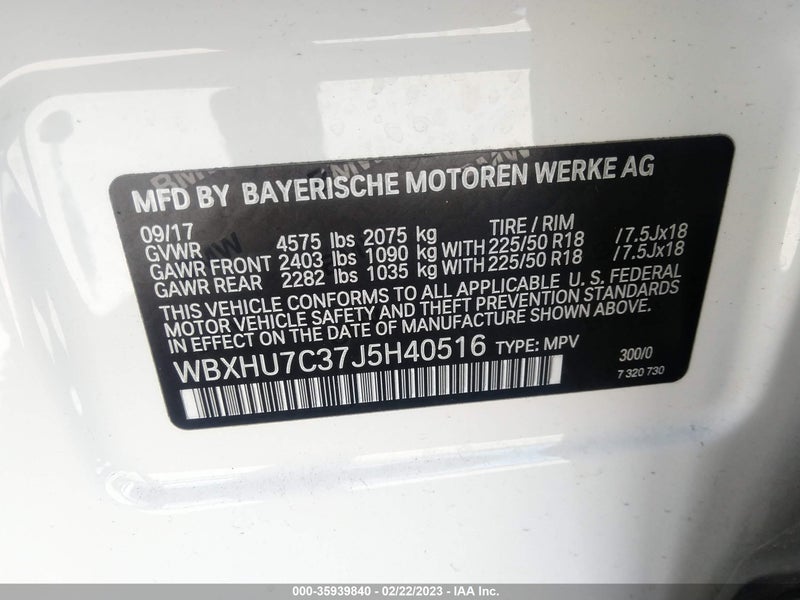 MFD BY BAYERISCHE MOTOREN WERKE AG
09/17 TIRE / RIM
GVWR 4575 lbs 2075 kg
GAWR FRONT 2403 lbs 1090 kg WITH 225/50 R18 /7.5Jx18
GAWR REAR 2282 lbs 1035 kg WITH 225/50 R18 /7.5Jx18
THIS VEHICLE CONFORMS TO ALL APPLICABLE U. S. FEDERAL
MOTOR VEHICLE SAFETY AND THEFT PREVENTION STANDARDS
IN EFFECT ON THE DATE OF MANUFACTURE SHOWN ABOVE.
WBXHU7C37J5H40516 TYPE: MPV 300/0
7 320 730
000-35939840 - 02/22/2023 - IAA Inc.